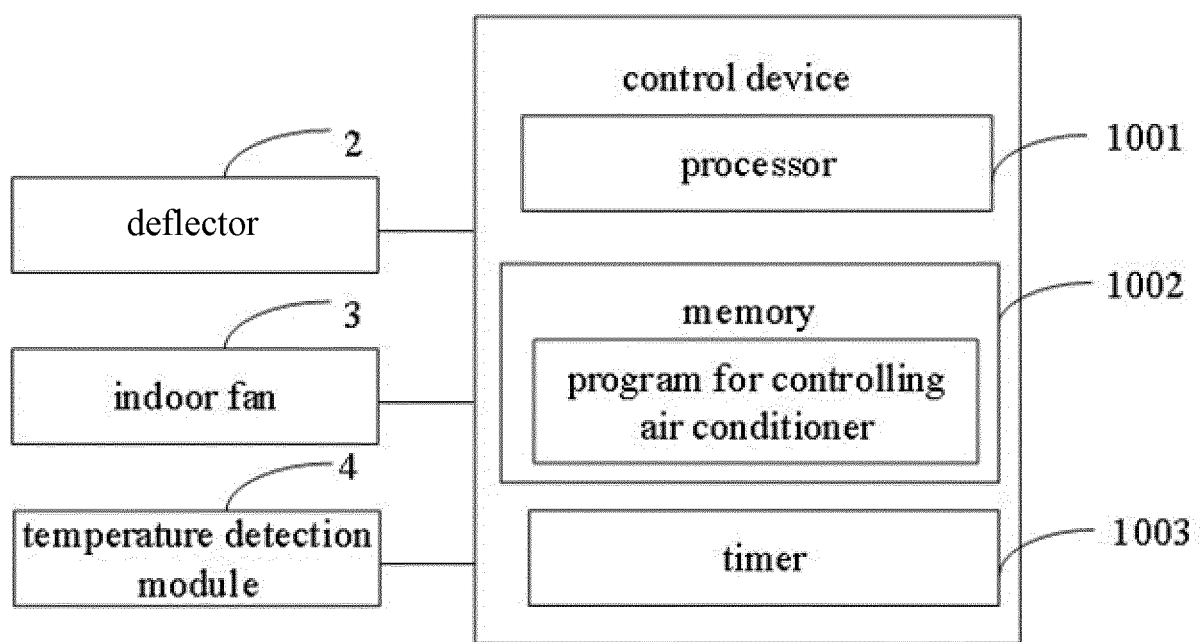 control device
processor
1001
2
deflector
memory
1002
program for controlling
air conditioner
3
indoor fan
4
temperature detection
module
timer
1003